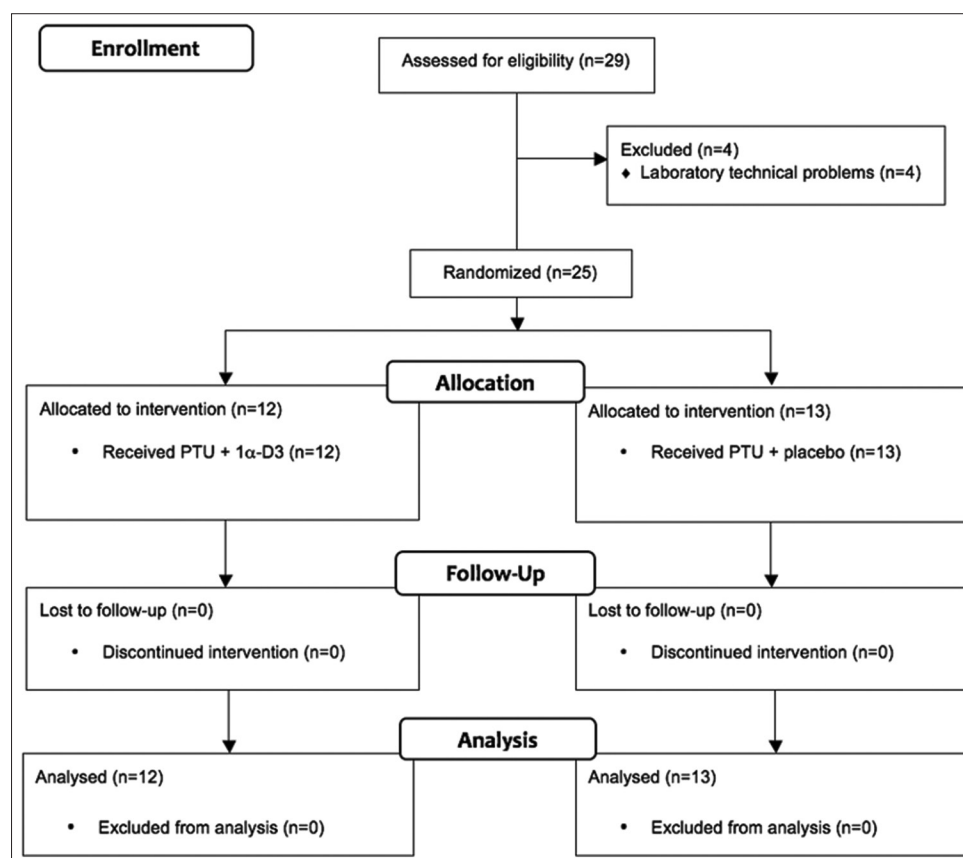 Enrollment
Assessed for eligibility (n=29)
Excluded (n=4)
♦ Laboratory technical problems (n=4)
Randomized (n=25)
Allocation
Allocated to intervention (n=12)
• Received PTU + 1α-D3 (n=12)
Allocated to intervention (n=13)
• Received PTU + placebo (n=13)
Follow-Up
Lost to follow-up (n=0)
• Discontinued intervention (n=0)
Lost to follow-up (n=0)
• Discontinued intervention (n=0)
Analysis
Analysed (n=12)
• Excluded from analysis (n=0)
Analysed (n=13)
• Excluded from analysis (n=0)